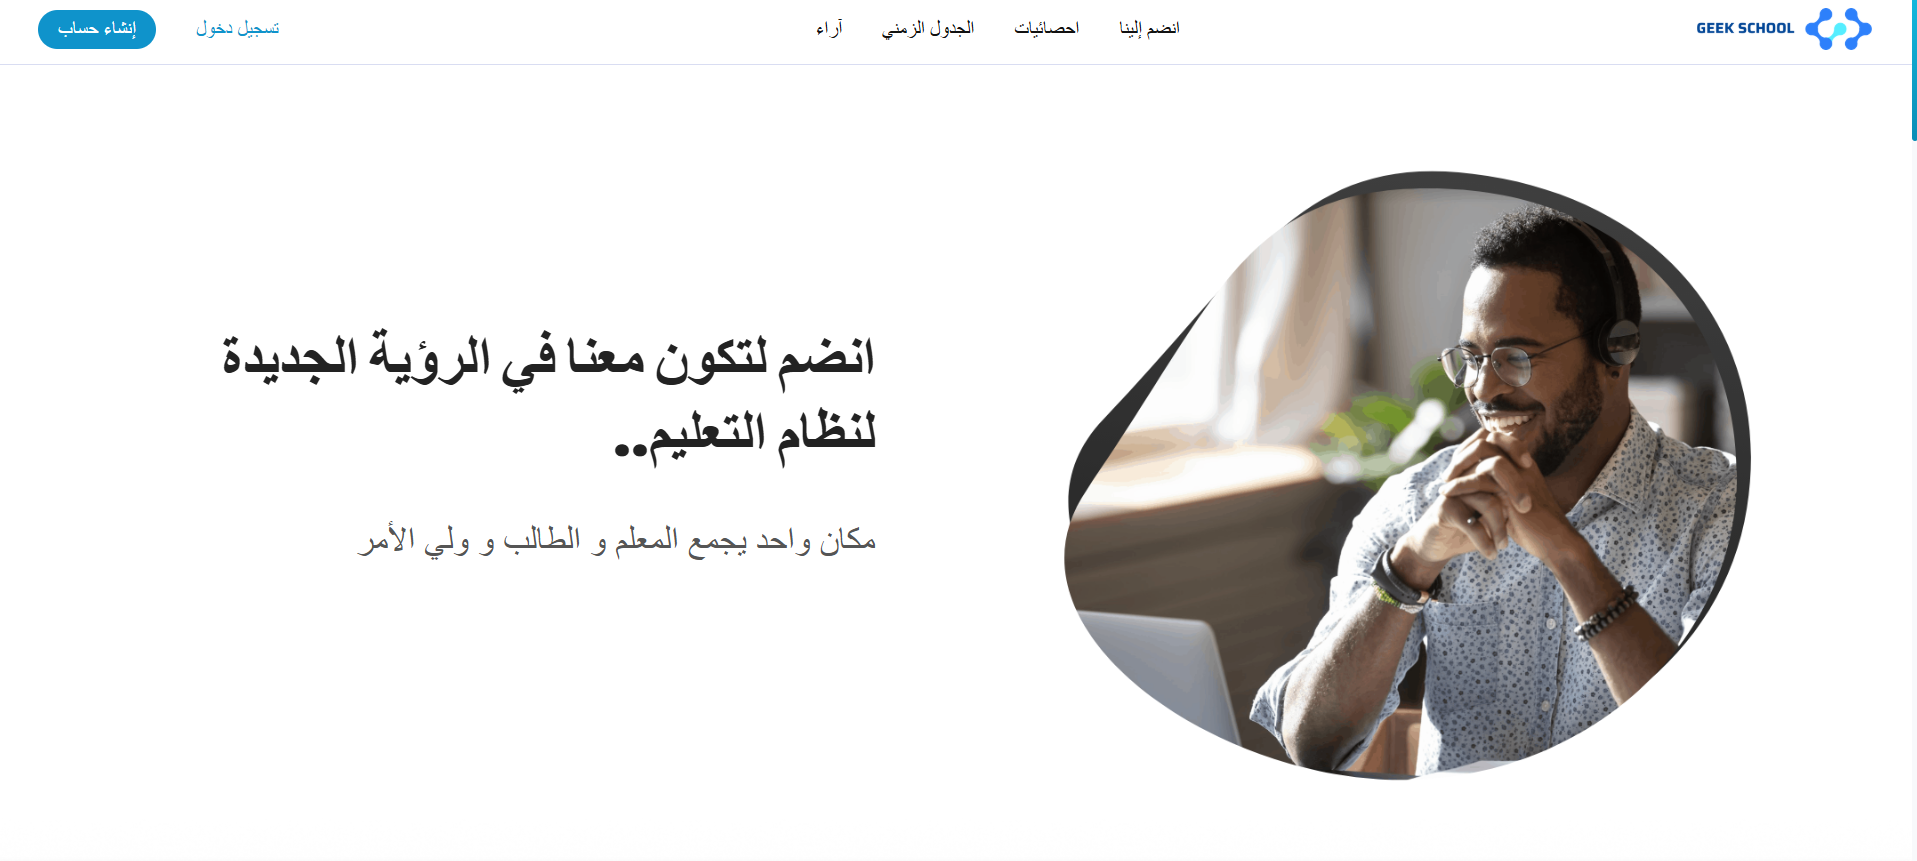 GEEK SCHOOL
انضم إلينا
احصائيات
الجدول الزمني
آراء
تسجيل دخول
إنشاء حساب
انضم لتكون معنا في الرؤية الجديدة
لنظام التعليم..
مكان واحد يجمع المعلم و الطالب و ولي الأمر